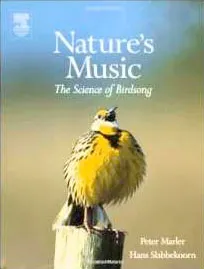 Nature's
Music
The Science of Birdsong
Peter Marler
Hans Slabbekoorn